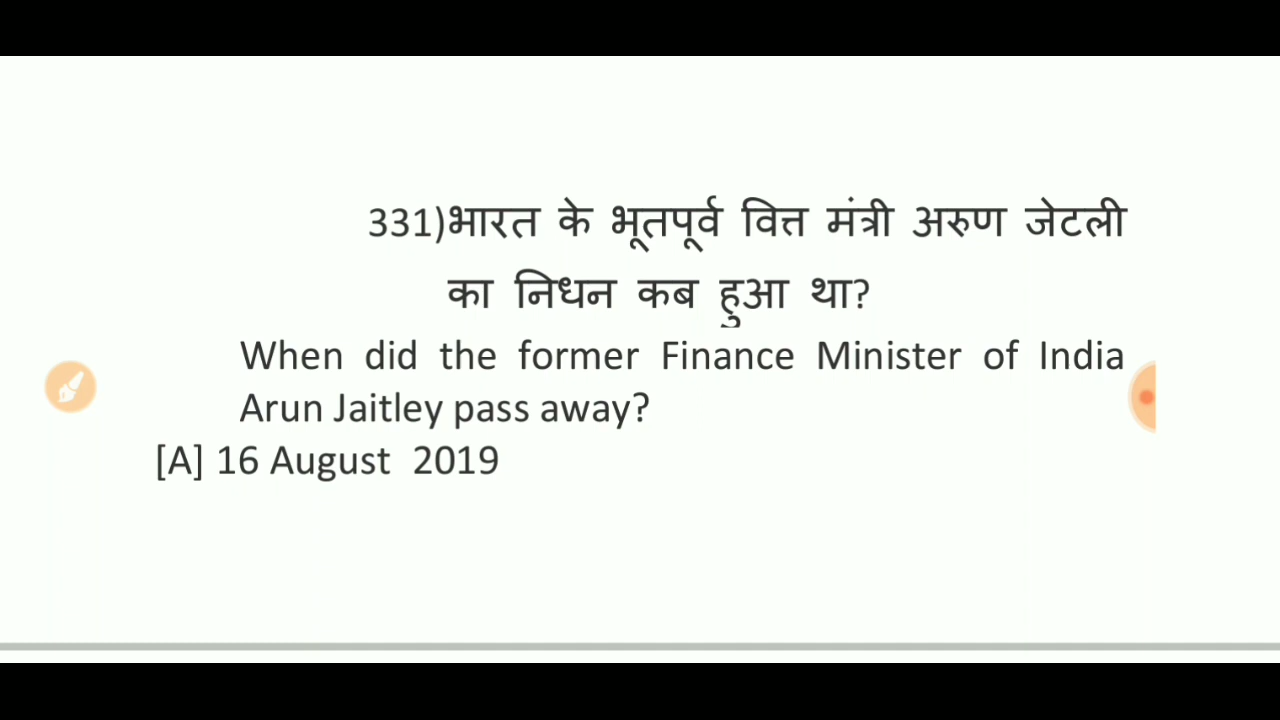 331)भारत के भूतपूर्व वित्त मंत्री अरुण जेटली
का निधन कब हुआ था?
When did the former Finance Minister of India
Arun Jaitley pass away?
[A] 16 August 2019